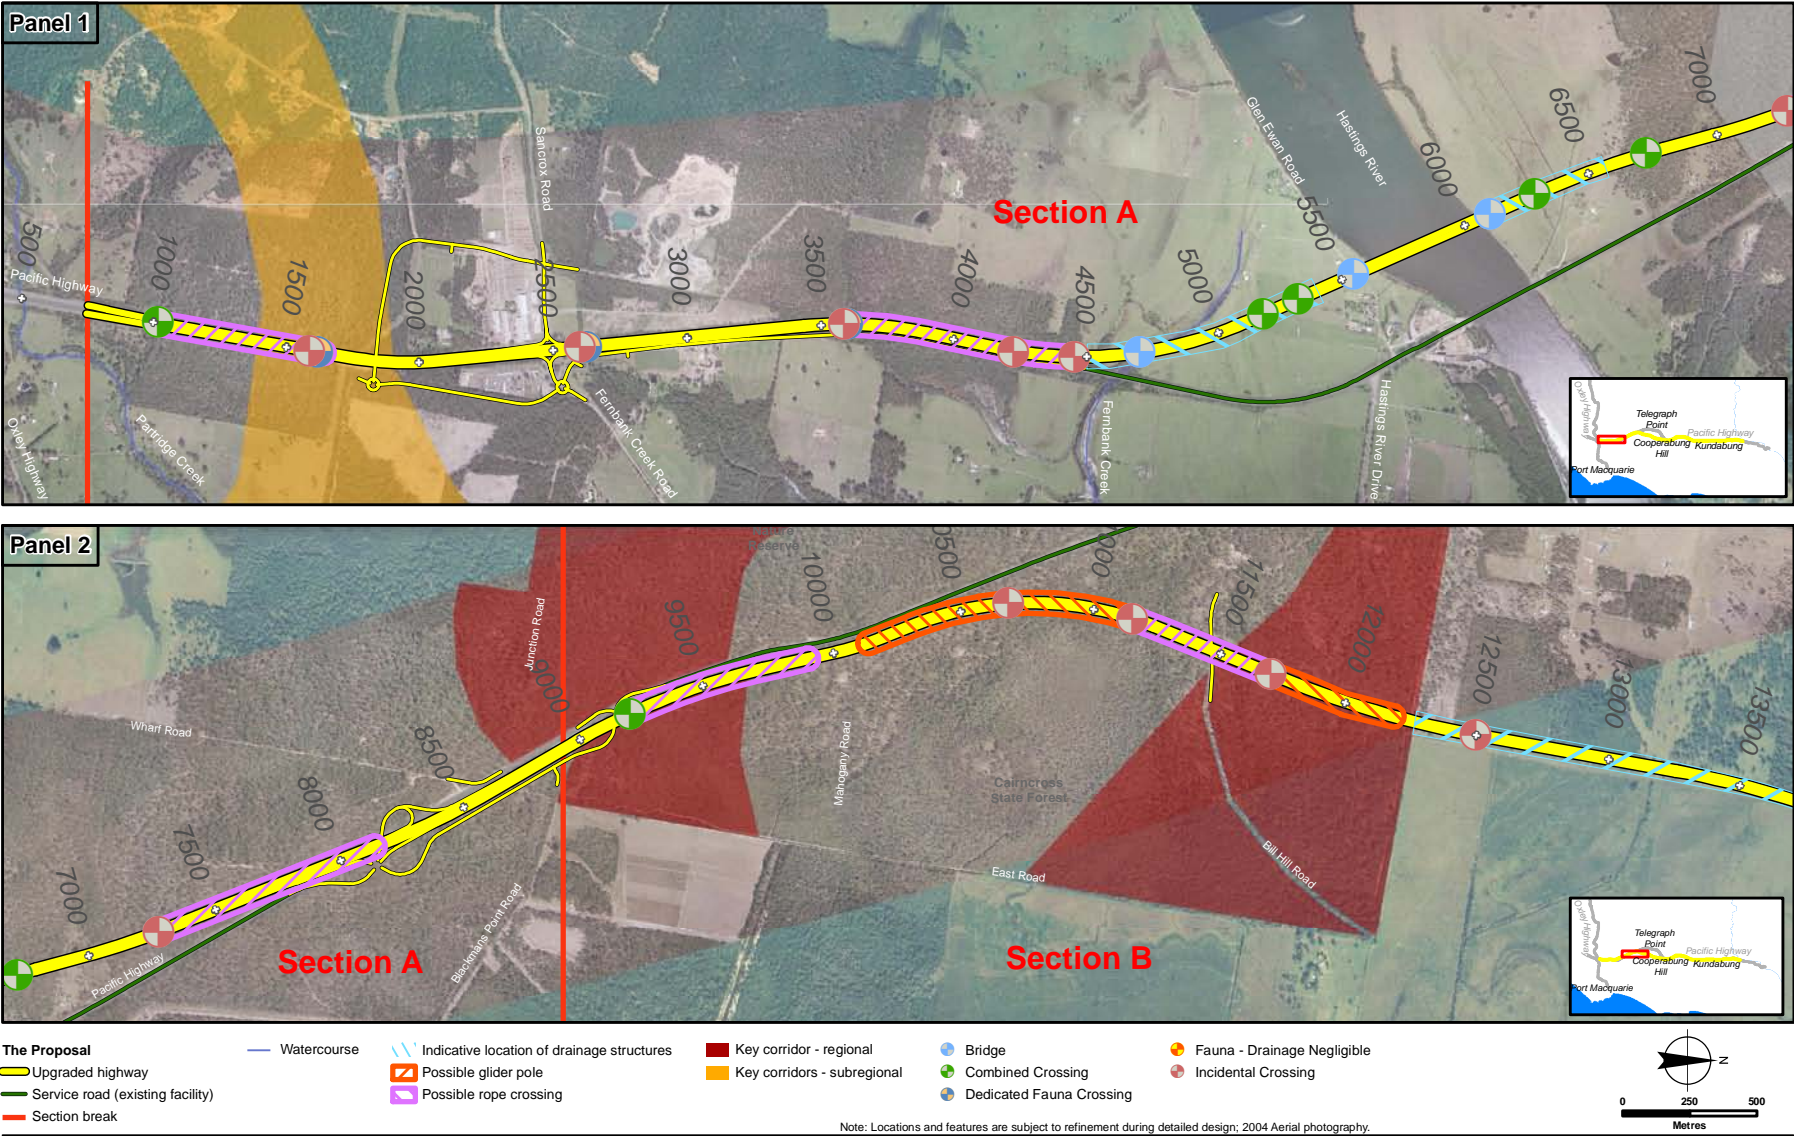 Panel 1
500
Pacific Highway
1000
1500
2000
Sancrox Road
2500
3000
3500
4000
4500
5000
Section A
Glen Ewan Road
Hastings River
5500
6000
6500
7000
Oxley Highway
Partridge Creek
Fernbank Creek Road
Fernbank Creek
Hastings River Drive
Telegraph
Point
Pacific Highway
Cooperabung
Kundabung
Hill
Port Macquarie
Panel 2
Reserve
7000
7500
8000
8500
9000
9500
10000
11500
12000
12500
13000
13500
Wharf Road
Junction Road
Mahogany Road
Cairncross
State Forest
East Road
Bill Hill Road
Blackmans Point Road
Pacific Highway
Section A
Section B
Telegraph
Point
Pacific Highway
Cooperabung
Kundabung
Hill
Port Macquarie
The Proposal
Upgraded highway
Service road (existing facility)
Section break
Watercourse
Indicative location of drainage structures
Possible glider pole
Possible rope crossing
Key corridor - regional
Key corridors - subregional
Bridge
Combined Crossing
Dedicated Fauna Crossing
Fauna - Drainage Negligible
Incidental Crossing
N
0 250 500
Metres
Note: Locations and features are subject to refinement during detailed design; 2004 Aerial photography.